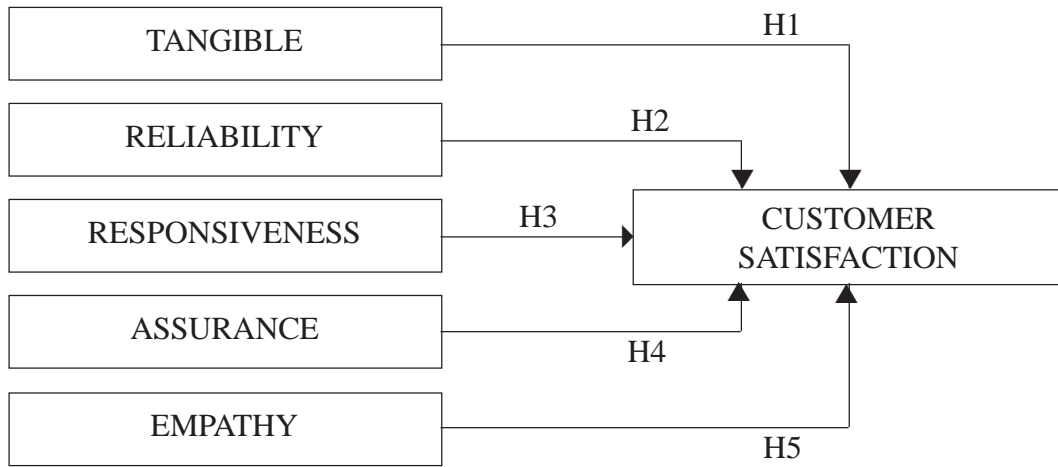 TANGIBLE
H1
RELIABILITY
H2
RESPONSIVENESS
H3
CUSTOMER
SATISFACTION
ASSURANCE
H4
EMPATHY
H5